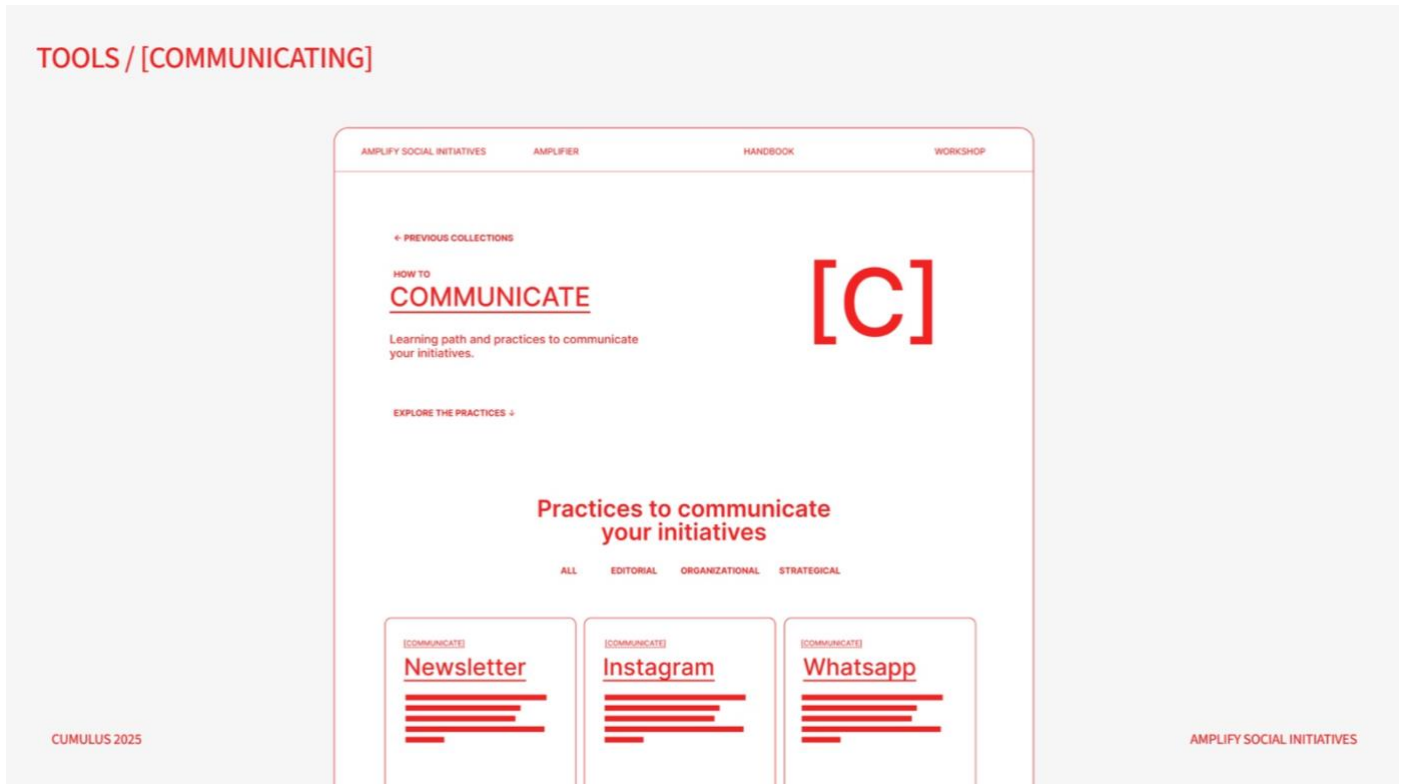 TOOLS / [COMMUNICATING]
AMPLIFY SOCIAL INITIATIVES
AMPLIFIER
HANDBOOK
WORKSHOP
← PREVIOUS COLLECTIONS
HOW TO
COMMUNICATE
[C]
Learning path and practices to communicate
your initiatives.
EXPLORE THE PRACTICES ↓
Practices to communicate
your initiatives
ALL
EDITORIAL
ORGANIZATIONAL
STRATEGICAL
[COMMUNICATE]
Newsletter
[COMMUNICATE]
Instagram
[COMMUNICATE]
Whatsapp
CUMULUS 2025
AMPLIFY SOCIAL INITIATIVES